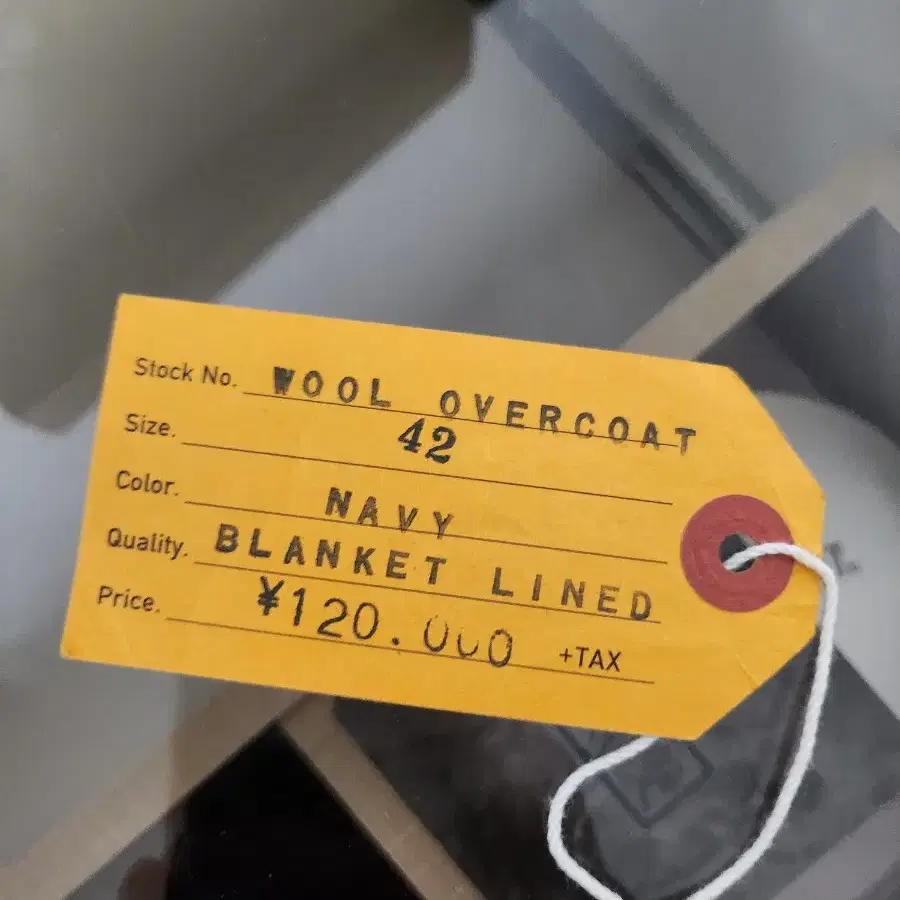 Stock No. WOOL OVERCOAT
Size. 42
Color. NAVY
Quality. BLANKET LINED
Price. ¥120.000 +TAX